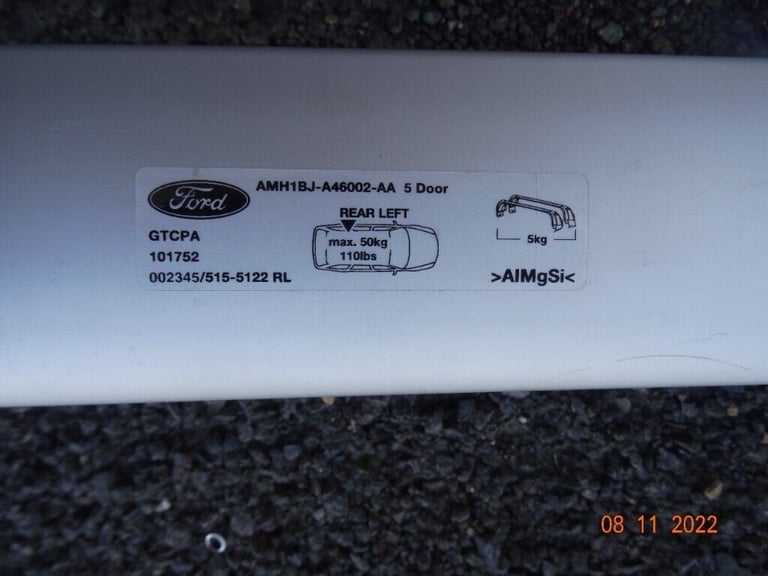 Ford
AMH1BJ-A46002-AA 5 Door
REAR LEFT
GTCPA
max. 50kg
110lbs
5kg
101752
002345/515-5122 RL
>AlMgSi<
08 11 2022